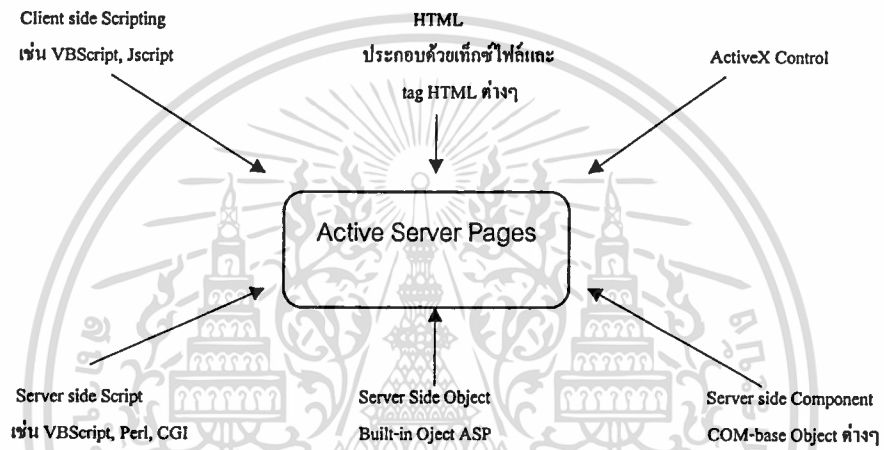 Client side Scripting
เช่น VBScript, Jscript
HTML
ประกอบด้วยเท็กซ์ไฟล์และ
tag HTML ต่างๆ
ActiveX Control
Active Server Pages
Server side Script
เช่น VBScript, Perl, CGI
Server Side Object
Built-in Oject ASP
Server side Component
COM-base Object ต่างๆ